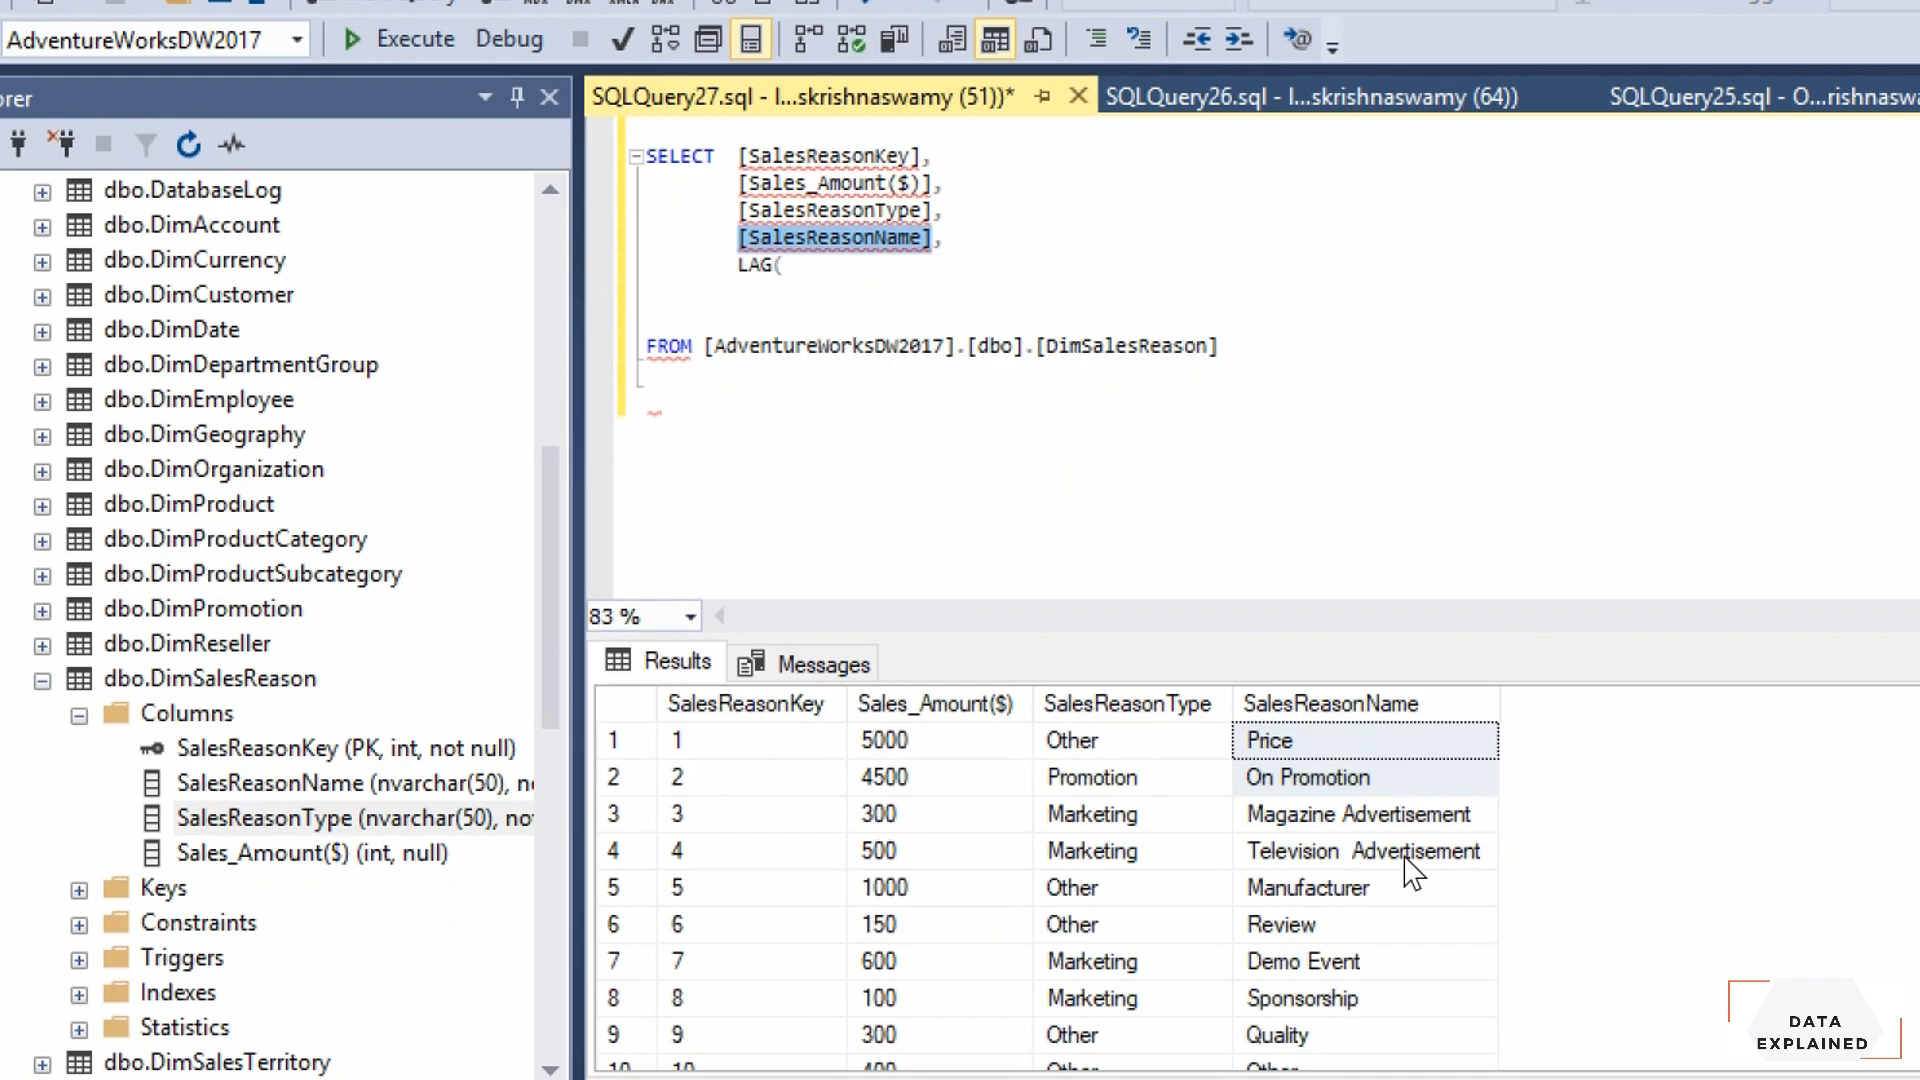 AdventureWorksDW2017
Execute
Debug
orer
SQLQuery27.sql - l...skrishnaswamy (51))*
SQLQuery26.sql - l...skrishnaswamy (64))
SQLQuery25.sql - O...rishnasw
dbo.DatabaseLog
dbo.DimAccount
dbo.DimCurrency
dbo.DimCustomer
dbo.DimDate
dbo.DimDepartmentGroup
dbo.DimEmployee
dbo.DimGeography
dbo.DimOrganization
dbo.DimProduct
dbo.DimProductCategory
dbo.DimProductSubcategory
dbo.DimPromotion
dbo.DimReseller
dbo.DimSalesReason
Columns
SalesReasonKey (PK, int, not null)
SalesReasonName (nvarchar(50), n
SalesReasonType (nvarchar(50), not
Sales_Amount($) (int, null)
Keys
Constraints
Triggers
Indexes
Statistics
dbo.DimSalesTerritory
SELECT [SalesReasonKey],
[Sales_Amount($)],
[SalesReasonType],
[SalesReasonName],
LAG(
FROM [AdventureWorksDW2017].[dbo].[DimSalesReason]
83 %
Results
Messages
SalesReasonKey Sales_Amount($) SalesReasonType SalesReasonName
1 1 5000 Other Price
2 2 4500 Promotion On Promotion
3 3 300 Marketing Magazine Advertisement
4 4 500 Marketing Television Advertisement
5 5 1000 Other Manufacturer
6 6 150 Other Review
7 7 600 Marketing Demo Event
8 8 100 Marketing Sponsorship
9 9 300 Other Quality
10 10 400 Other Other
DATA
EXPLAINED